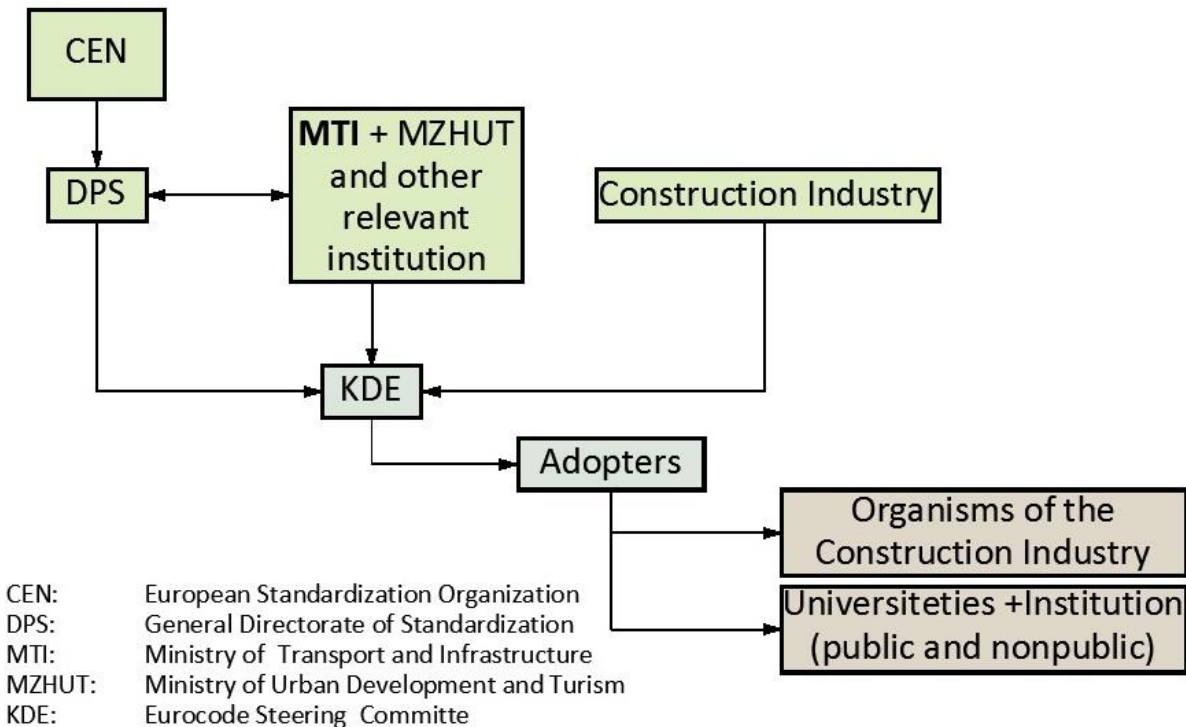 CEN
MTI + MZHUT
and other
relevant
institution
DPS
Construction Industry
KDE
Adopters
Organisms of the
Construction Industry
Universiteties +Institution
(public and nonpublic)
CEN: European Standardization Organization
DPS: General Directorate of Standardization
MTI: Ministry of Transport and Infrastructure
MZHUT: Ministry of Urban Development and Turism
KDE: Eurocode Steering Committe